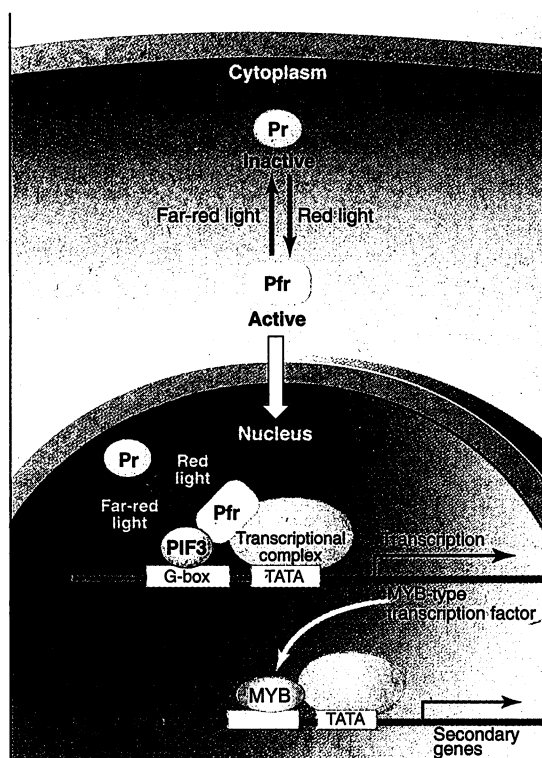 Cytoplasm
Pr
Inactive
Far-red light
Red light
Pfr
Active
Nucleus
Pr
Red
light
Far-red
light
Pfr
PIF3
Transcriptional
complex
Transcription
G-box
TATA
MYB-type
transcription factor
MYB
TATA
Secondary
genes